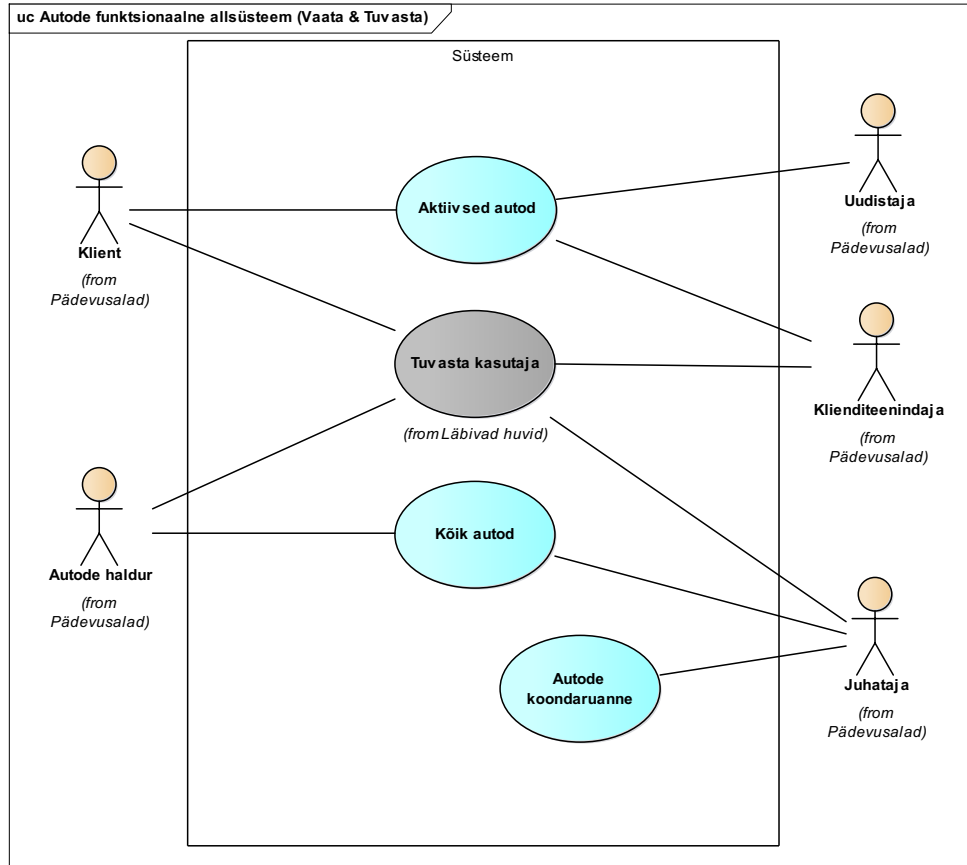 uc Autode funktsionaalne allsüsteem (Vaata & Tuvasta)
Süsteem
Klient
(from
Pädevusalad)
Aktiivsed autod
Uudistaja
(from
Pädevusalad)
Tuvasta kasutaja
(from Läbivad huvid)
Klienditeenindaja
(from
Pädevusalad)
Autode haldur
(from
Pädevusalad)
Kõik autod
Autode
koondaruanne
Juhataja
(from
Pädevusalad)